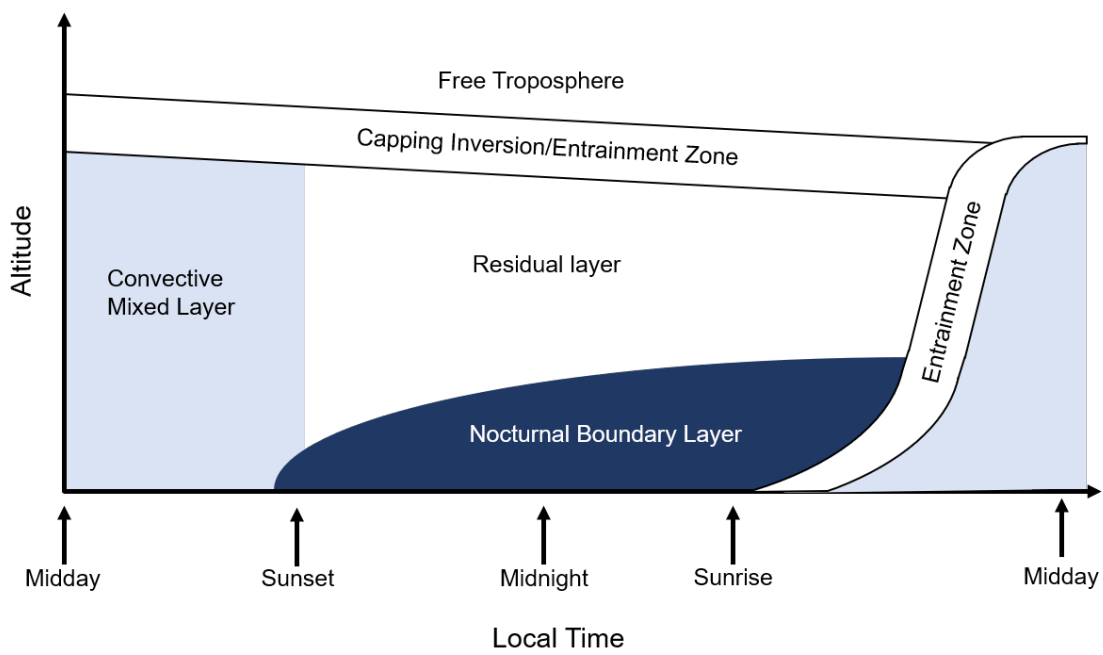 Free Troposphere
Capping Inversion/Entrainment Zone
Altitude
Convective
Mixed Layer
Residual layer
Entrainment Zone
Nocturnal Boundary Layer
Midday
Sunset
Midnight
Sunrise
Midday
Local Time